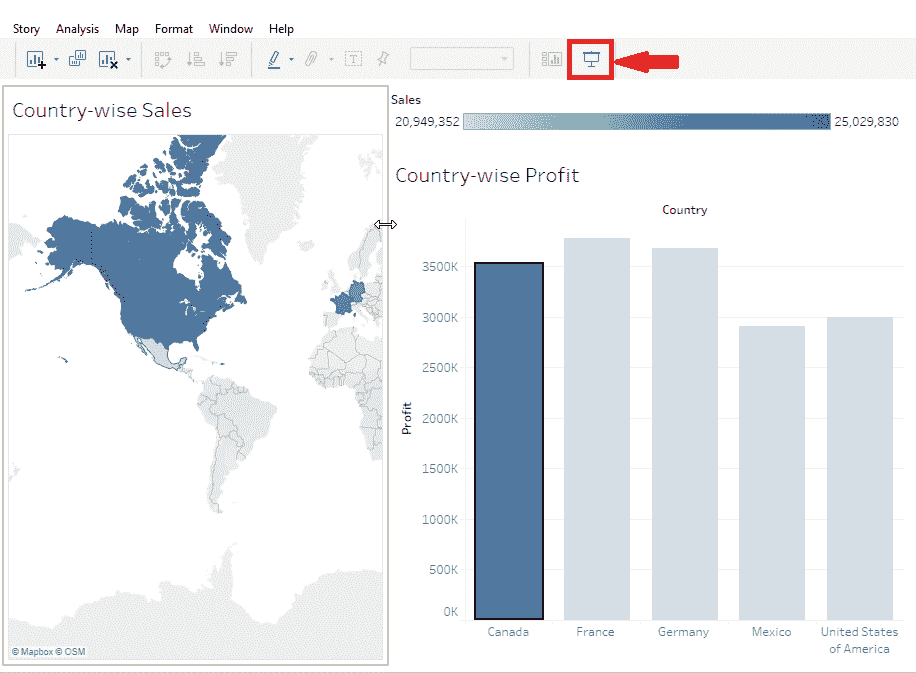 Story Analysis Map Format Window Help
T
Country-wise Sales
© Mapbox © OSM
Sales
20,949,352 25,029,830
Country-wise Profit
Country
3500K
3000K
2500K
2000K
1500K
1000K
500K
0K
Profit
Canada France Germany Mexico United States
of America